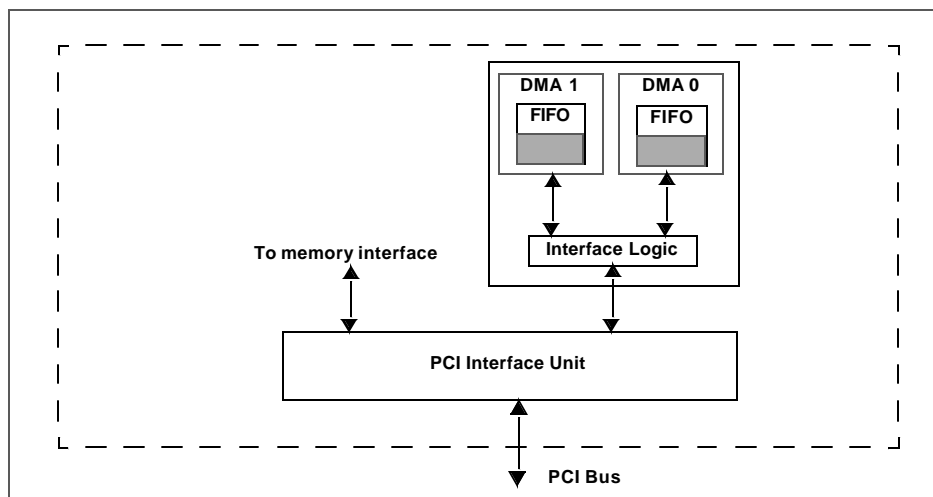 DMA 1
DMA 0
FIFO
FIFO
Interface Logic
To memory interface
PCI Interface Unit
PCI Bus